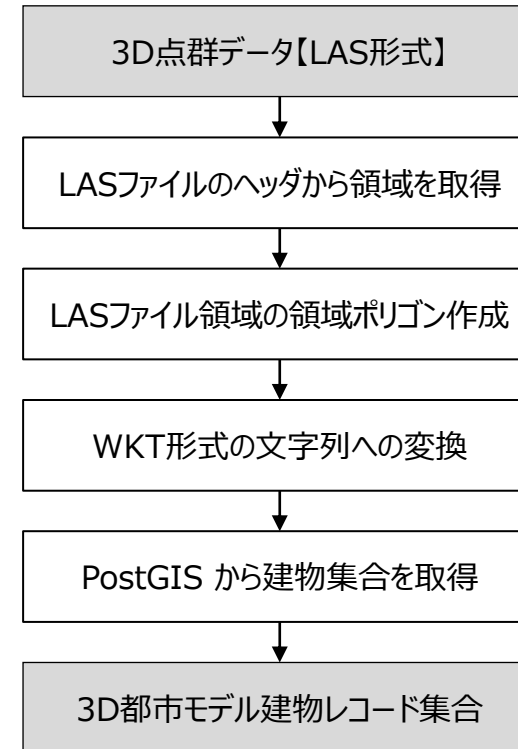 3D点群データ【LAS形式】
LASファイルのヘッダから領域を取得
LASファイル領域の領域ポリゴン作成
WKT形式の文字列への変換
PostGIS から建物集合を取得
3D都市モデル建物レコード集合